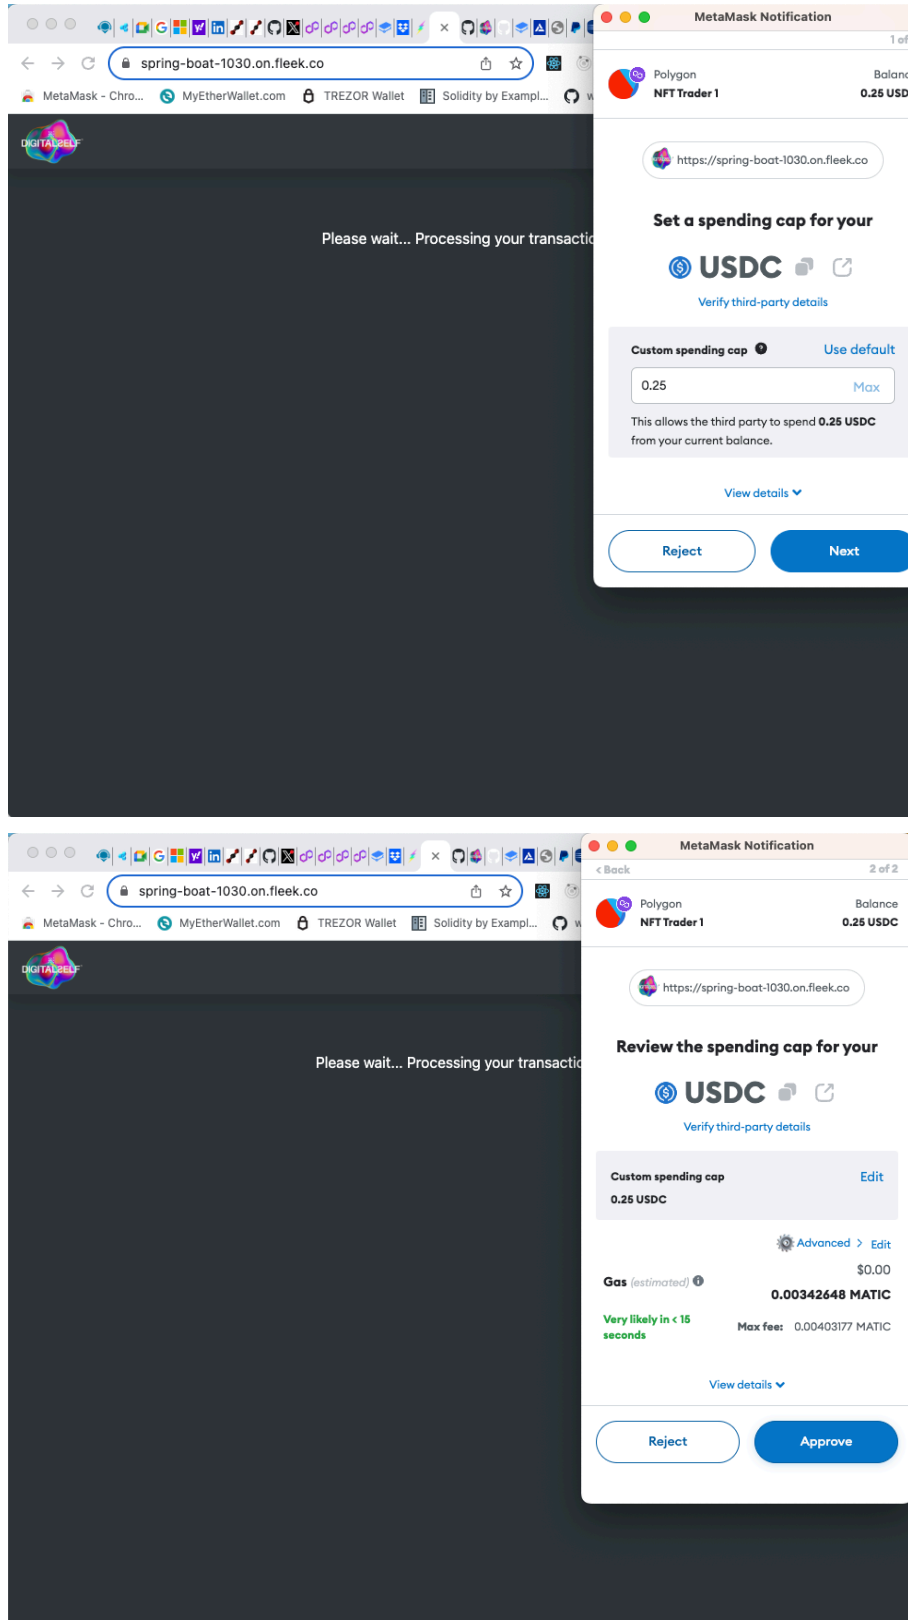 MetaMask Notification
spring-boat-1030.on.fleek.co
1 of
MetaMask - Chro...
MyEtherWallet.com
TREZOR Wallet
Solidity by Exampl...
w
Polygon
NFT Trader 1
Balanc
0.25 USD
DIGITAL2ELF
https://spring-boat-1030.on.fleek.co
Please wait... Processing your transactio
Set a spending cap for your
USDC
Verify third-party details
Custom spending cap
Use default
0.25
Max
This allows the third party to spend 0.25 USDC
from your current balance.
View details
Reject
Next
MetaMask Notification
< Back
2 of 2
spring-boat-1030.on.fleek.co
MetaMask - Chro...
MyEtherWallet.com
TREZOR Wallet
Solidity by Exampl...
w
Polygon
NFT Trader 1
Balance
0.25 USDC
DIGITAL2ELF
https://spring-boat-1030.on.fleek.co
Please wait... Processing your transactio
Review the spending cap for your
USDC
Verify third-party details
Custom spending cap
Edit
0.25 USDC
Advanced > Edit
$0.00
Gas (estimated)
0.00342648 MATIC
Very likely in < 15
seconds
Max fee: 0.00403177 MATIC
View details
Reject
Approve